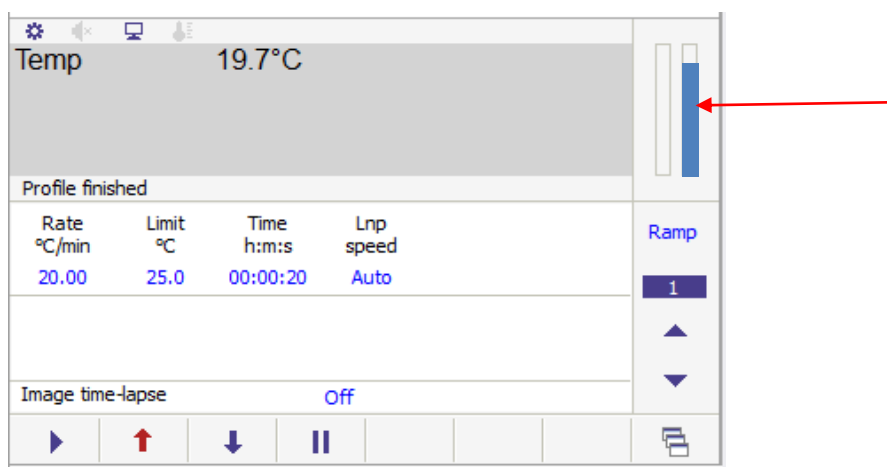 Temp 19.7°C
Profile finished
Rate Limit Time Lnp
°C/min °C h:m:s speed
20.00 25.0 00:00:20 Auto
Ramp
1
Image time-lapse Off